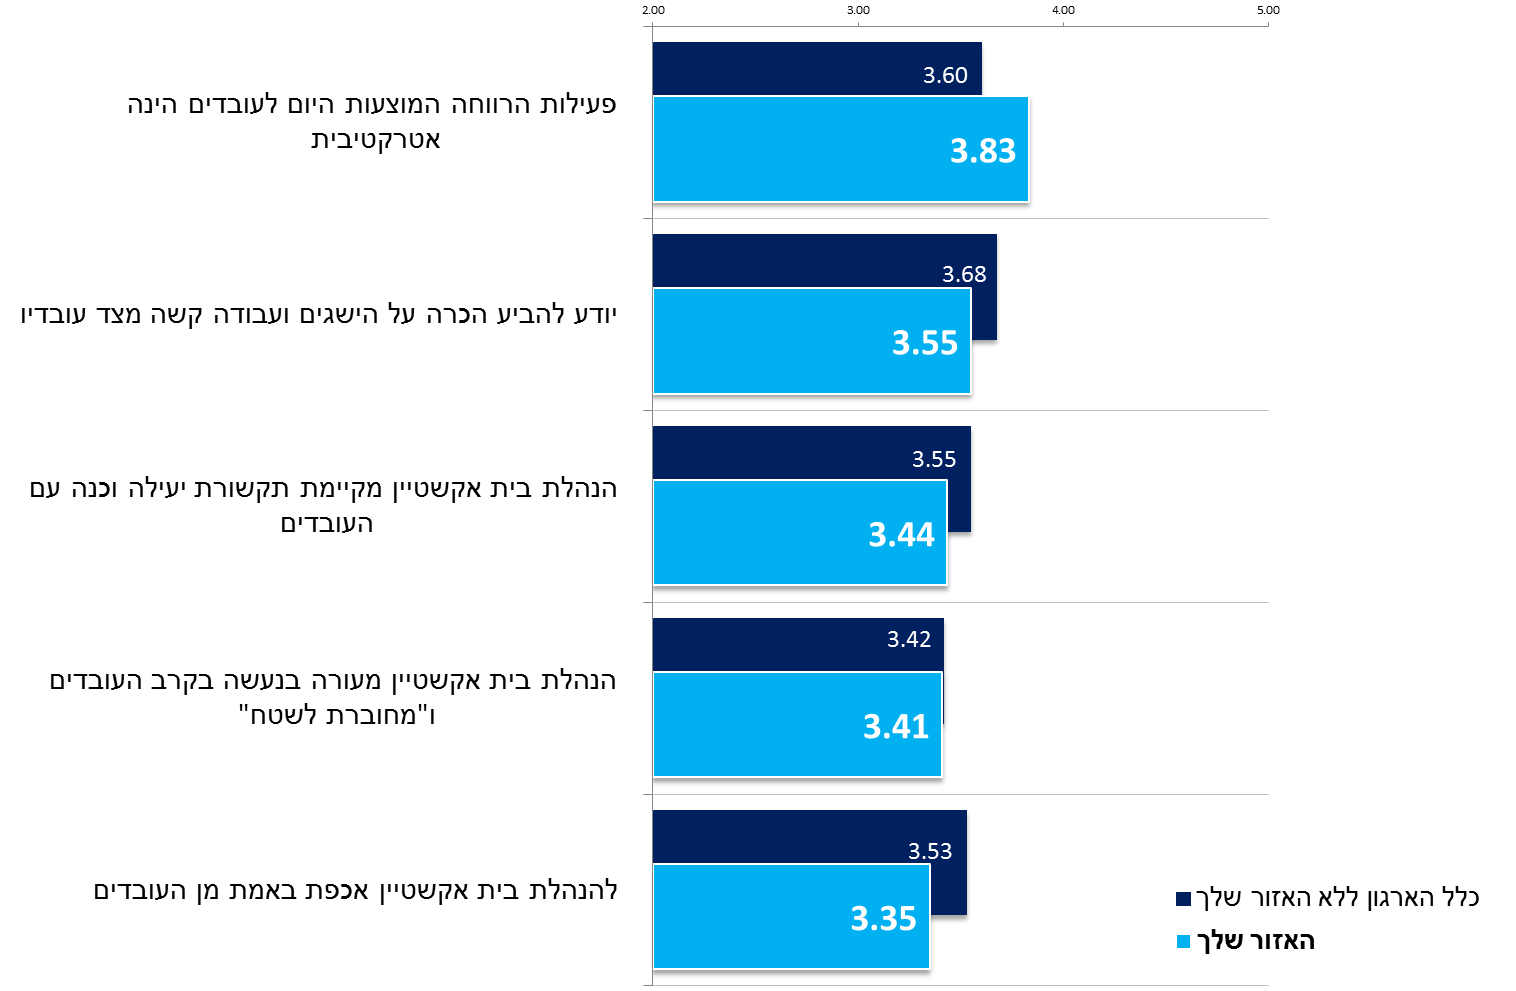 2.00 3.00 4.00 5.00
פעילות הרווחה המוצעות היום לעובדים הינה
אטרקטיבית
3.60
3.83
יודע להביע הכרה על הישגים ועבודה קשה מצד עובדיו
3.68
3.55
הנהלת בית אקשטיין מקיימת תקשורת יעילה וכנה עם
העובדים
3.55
3.44
הנהלת בית אקשטיין מעורה בנעשה בקרב העובדים
ו"מחוברת לשטח"
3.42
3.41
להנהלת בית אקשטיין אכפת באמת מן העובדים
3.53
3.35
כלל הארגון ללא האזור שלך
האזור שלך